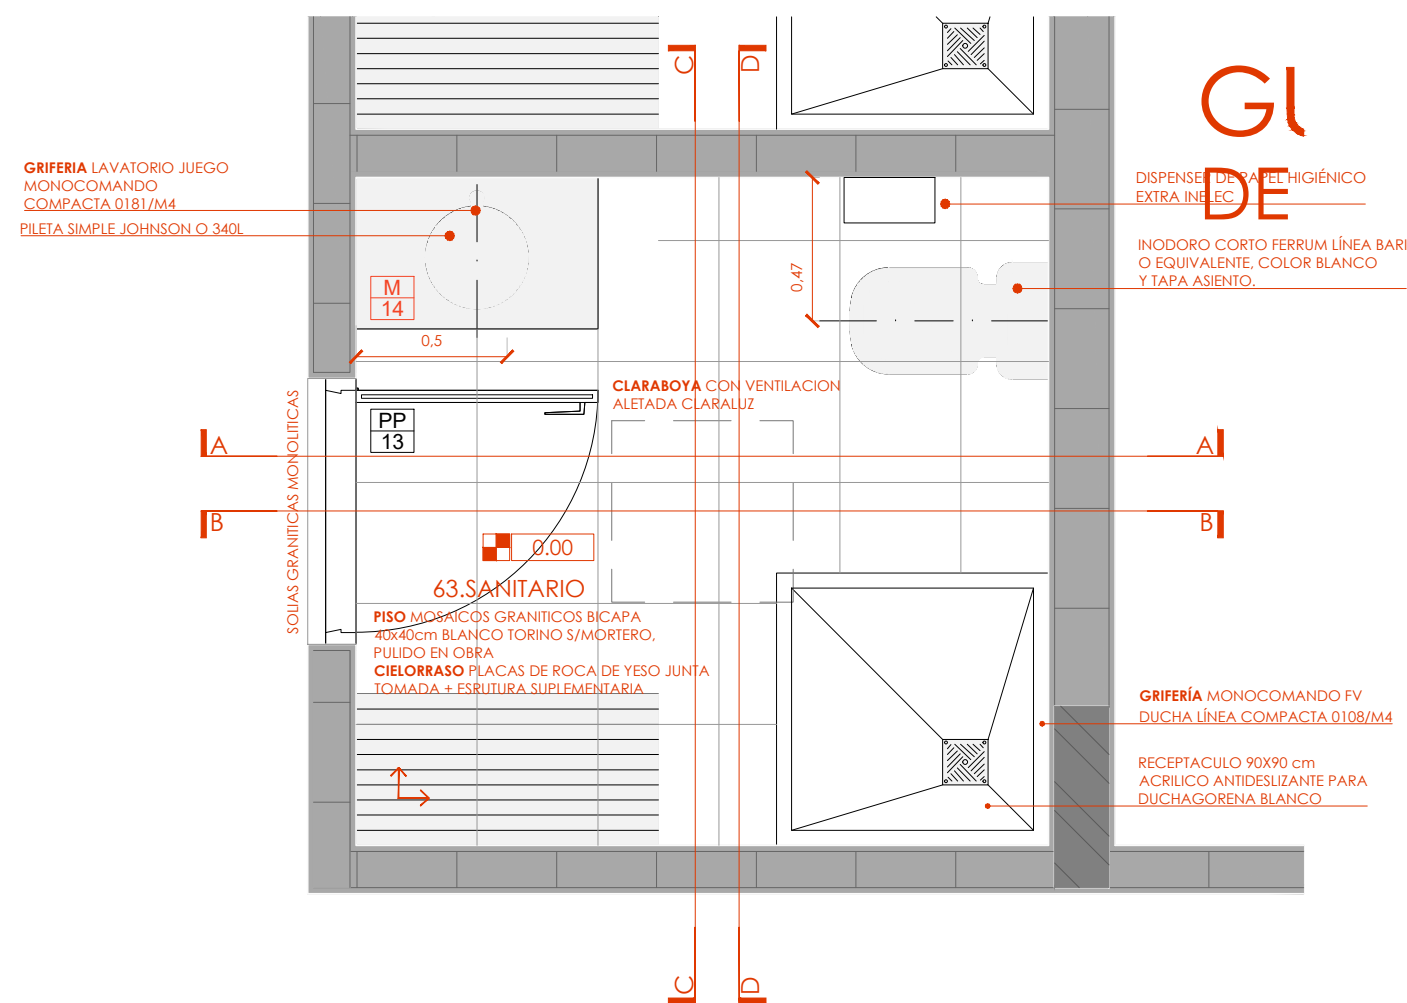 C
D
GL
DE
GRIFERIA LAVATORIO JUEGO
MONOCOMANDO
COMPACTA 0181/M4
PILETA SIMPLE JOHNSON O 340L
DISPENSER DE PAPEL HIGIÉNICO
EXTRA INELEC
INODORO CORTO FERRUM LÍNEA BARI
O EQUIVALENTE, COLOR BLANCO
Y TAPA ASIENTO.
0,47
M
14
0,5
CLARABOYA CON VENTILACION
ALETADA CLARALUZ
PP
13
SOLIAS GRANITICAS MONOLITICAS
A
A
B
B
0.00
63.SANITARIO
PISO MOSAICOS GRANITICOS BICAPA
40x40cm BLANCO TORINO S/MORTERO,
PULIDO EN OBRA
CIELORRASO PLACAS DE ROCA DE YESO JUNTA
TOMADA + ESRUTURA SUPLEMENTARIA
GRIFERÍA MONOCOMANDO FV
DUCHA LÍNEA COMPACTA 0108/M4
RECEPTACULO 90X90 cm
ACRILICO ANTIDESLIZANTE PARA
DUCHAGORENA BLANCO
C
D